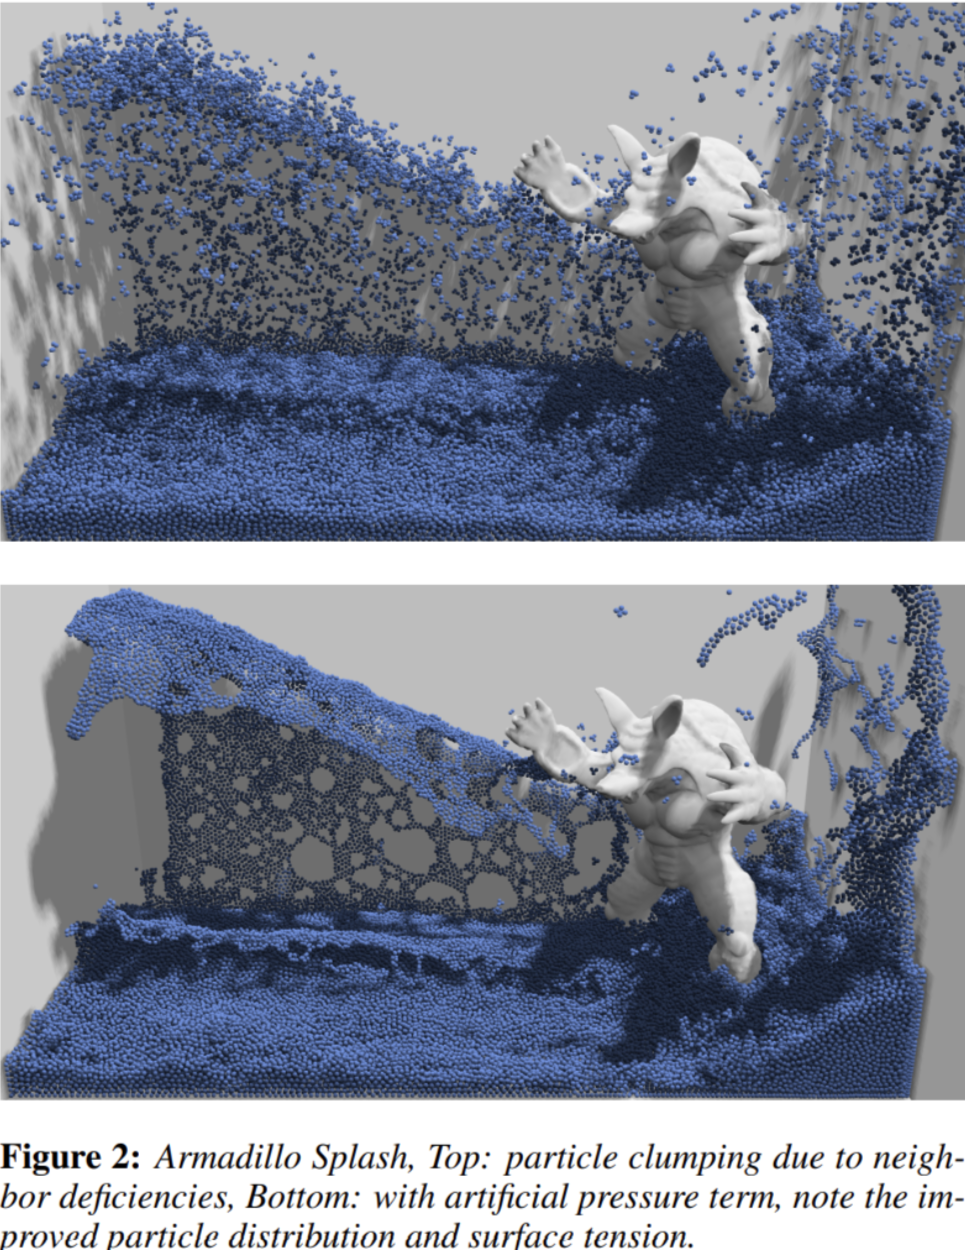 Figure 2: Armadillo Splash, Top: particle clumping due to neigh-
bor deficiencies, Bottom: with artificial pressure term, note the im-
proved particle distribution and surface tension.